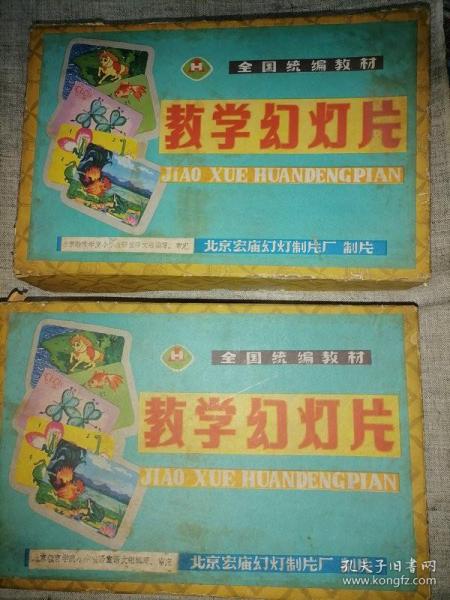 H
全国统编教材
教学幻灯片
JIAO XUE HUANDENGPIAN
北京宏庙幻灯制片厂 制片
H
全国统编教材
教学幻灯片
JIAO XUE HUANDENGPIAN
北京宏庙幻灯制片厂 制片
孔夫子旧书网
www.kongfz.com